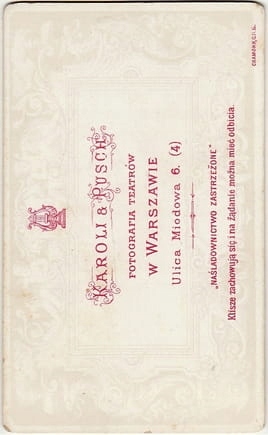 KAROLI & PUSCH
FOTOGRAFIA TEATRÓW
W WARSZAWIE
Ulica Miodowa 6. (4)
„NAŚLADOWNICTWO ZASTRZEŻONE"
Klisze zachowują się i na żądanie można mieć odbicia.